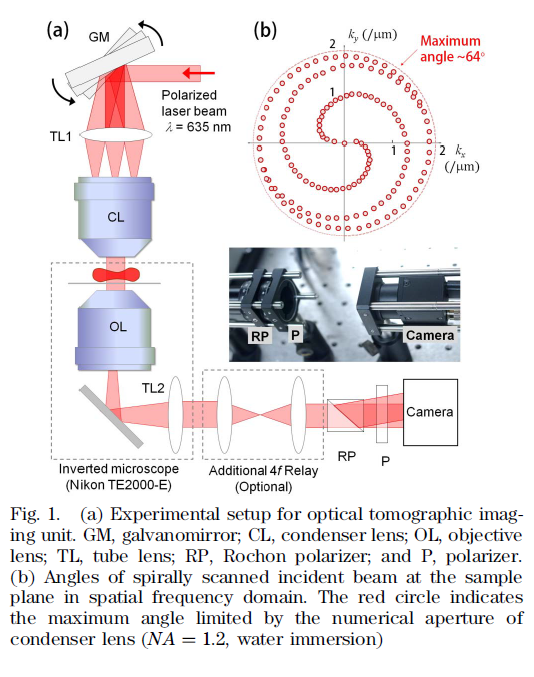 (a)
GM
Polarized
laser beam
λ = 635 nm
TL1
CL
OL
TL2
Inverted microscope
(Nikon TE2000-E)
Additional 4f Relay
(Optional)
RP
P
Camera
(b)
k_y (/μm)
2
1
Maximum
angle ~64°
1
2
k_x
(/μm)
RP
P
Camera
Fig. 1. (a) Experimental setup for optical tomographic imag-
ing unit. GM, galvanomirror; CL, condenser lens; OL, objective
lens; TL, tube lens; RP, Rochon polarizer; and P, polarizer.
(b) Angles of spirally scanned incident beam at the sample
plane in spatial frequency domain. The red circle indicates
the maximum angle limited by the numerical aperture of
condenser lens (NA = 1.2, water immersion)